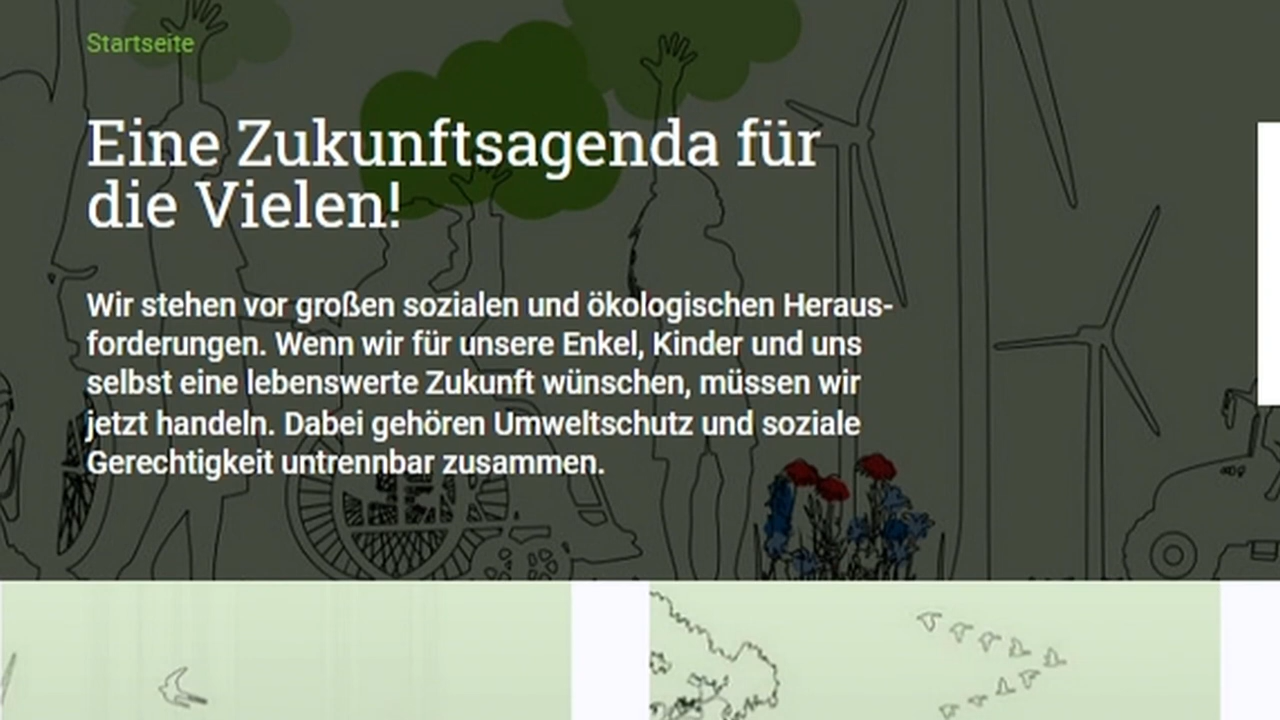 Startseite
Eine Zukunftsagenda für
die Vielen!
Wir stehen vor großen sozialen und ökologischen Heraus-
forderungen. Wenn wir für unsere Enkel, Kinder und uns
selbst eine lebenswerte Zukunft wünschen, müssen wir
jetzt handeln. Dabei gehören Umweltschutz und soziale
Gerechtigkeit untrennbar zusammen.